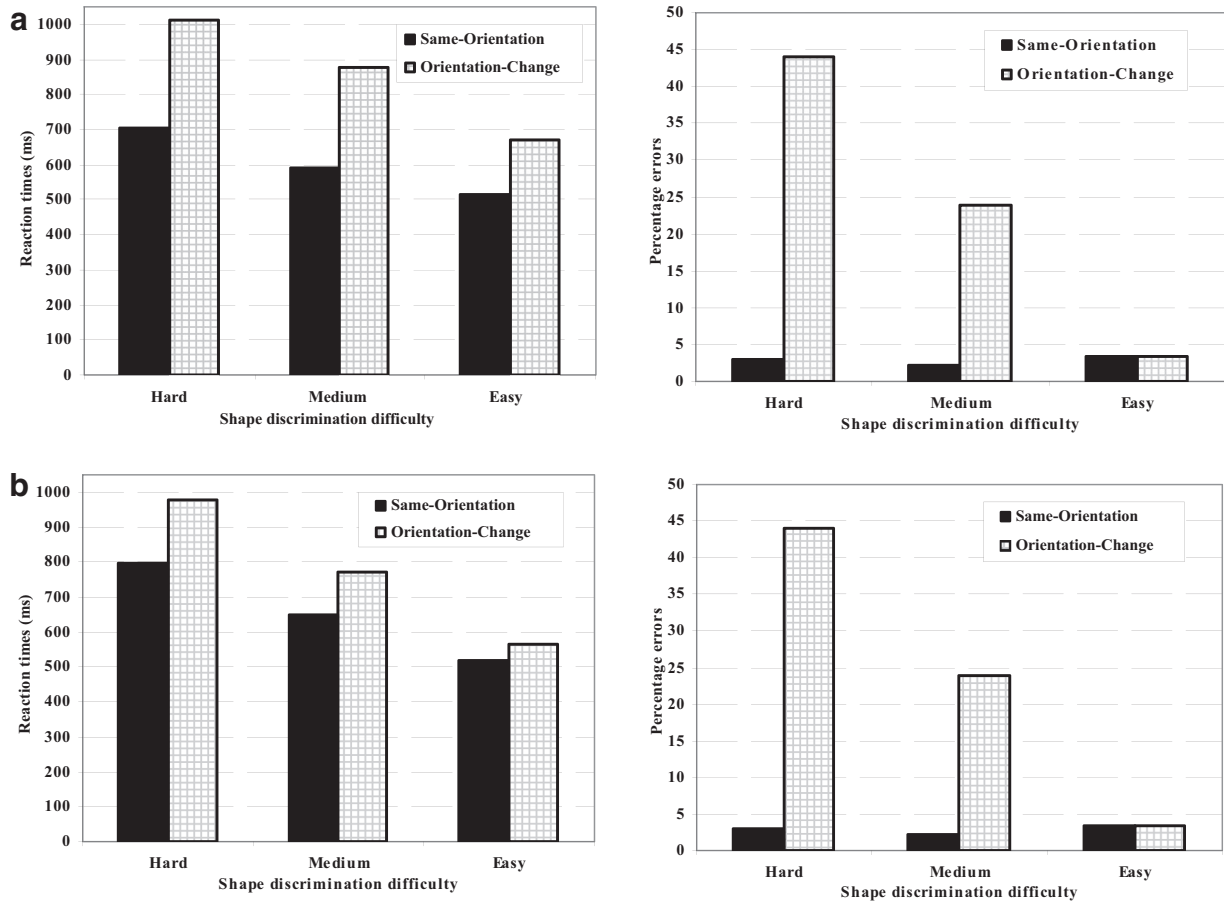 a
1000
900
800
700
600
500
400
300
200
100
0
Reaction times (ms)
Same-Orientation
Orientation-Change
Hard Medium Easy
Shape discrimination difficulty
50
45
40
35
30
25
20
15
10
5
0
Percentage errors
Same-Orientation
Orientation-Change
Hard Medium Easy
Shape discrimination difficulty
b
1000
900
800
700
600
500
400
300
200
100
0
Reaction times (ms)
Same-Orientation
Orientation-Change
Hard Medium Easy
Shape discrimination difficulty
50
45
40
35
30
25
20
15
10
5
0
Percentage errors
Same-Orientation
Orientation-Change
Hard Medium Easy
Shape discrimination difficulty